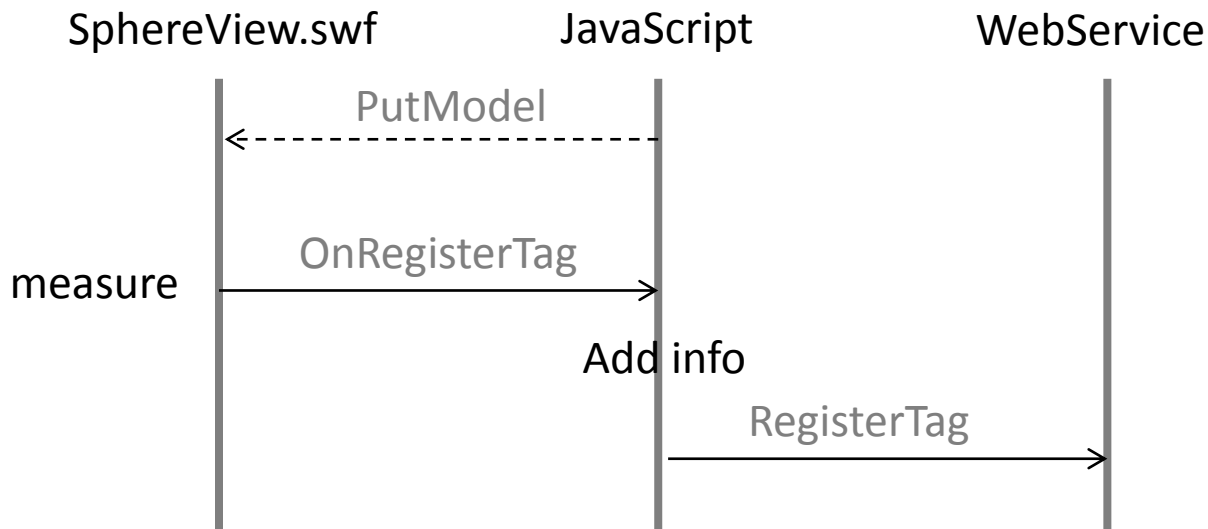 SphereView.swf JavaScript WebService
PutModel
OnRegisterTag
measure
Add info
RegisterTag